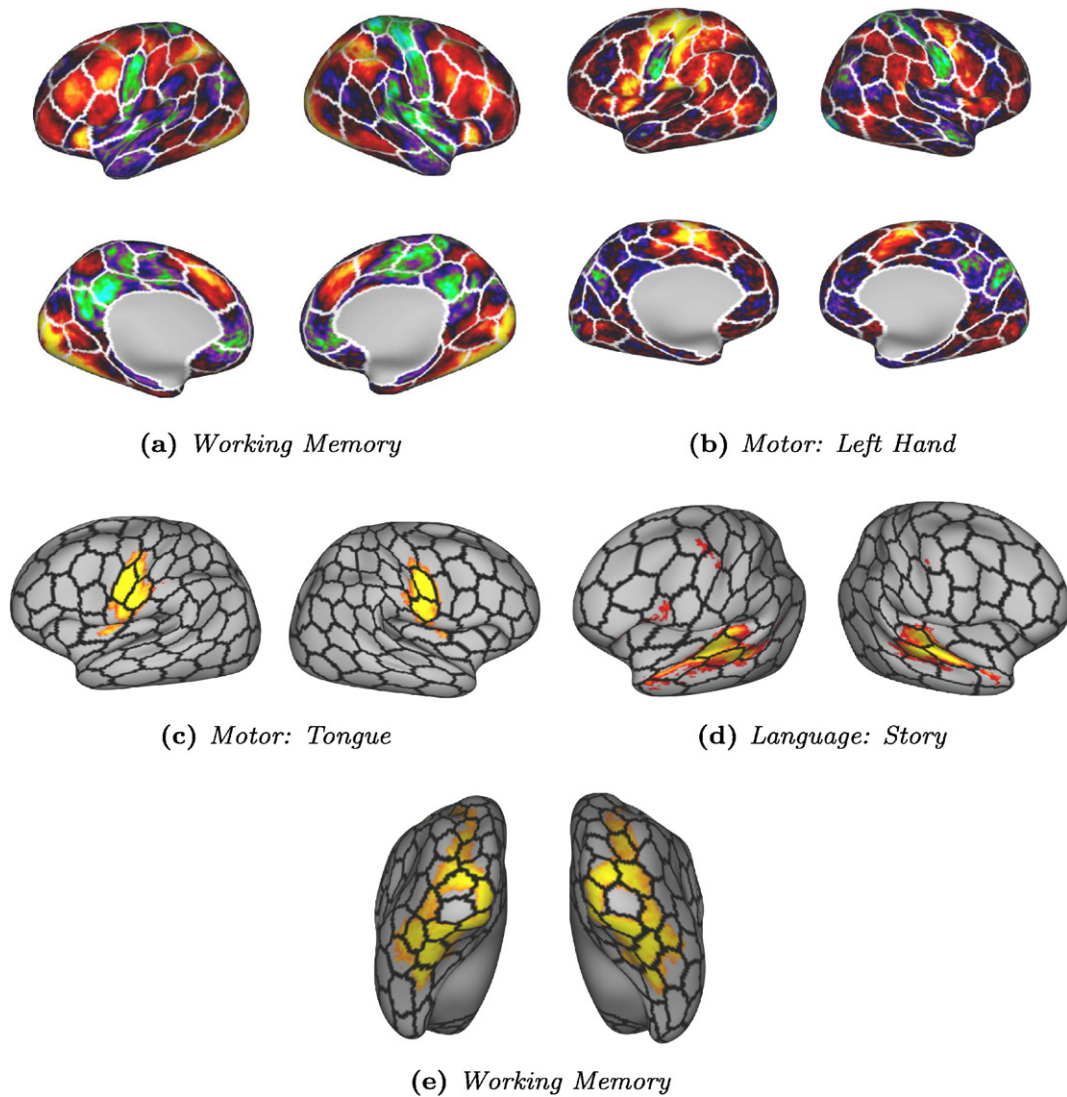 (a) Working Memory
(b) Motor: Left Hand
(c) Motor: Tongue
(d) Language: Story
(e) Working Memory